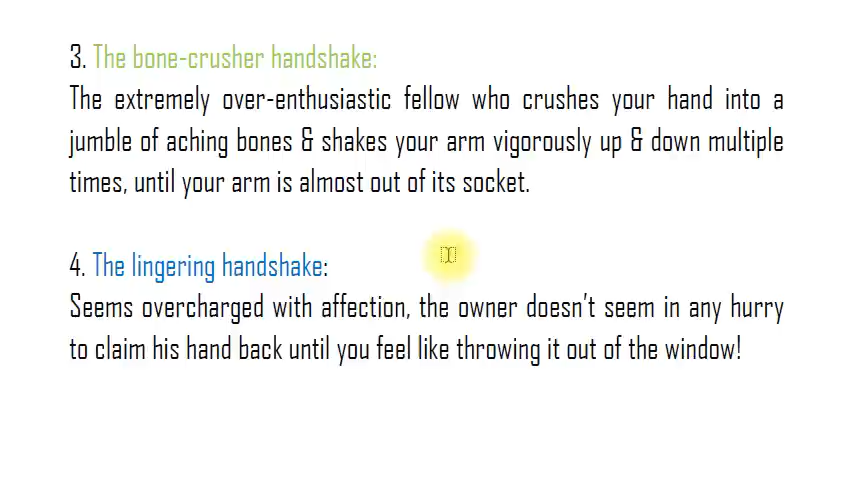 3. The bone-crusher handshake:
The extremely over-enthusiastic fellow who crushes your hand into a
jumble of aching bones & shakes your arm vigorously up & down multiple
times, until your arm is almost out of its socket.
4. The lingering handshake:
Seems overcharged with affection, the owner doesn't seem in any hurry
to claim his hand back until you feel like throwing it out of the window!